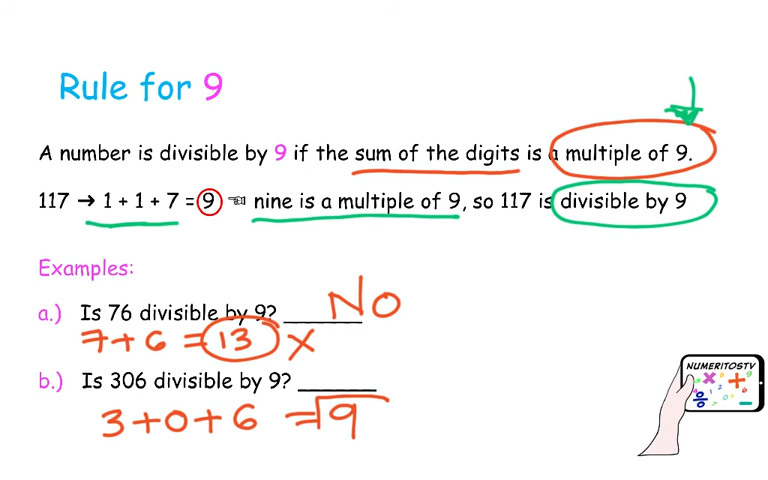 Rule for 9
A number is divisible by 9 if the sum of the digits is a multiple of 9.
117 → 1 + 1 + 7 = 9 ☜ nine is a multiple of 9, so 117 is divisible by 9
Examples:
a.) Is 76 divisible by 9? ________ No
7 + 6 = 13 X
b.) Is 306 divisible by 9? ________
3 + 0 + 6 = 9
NUMERITOSTV